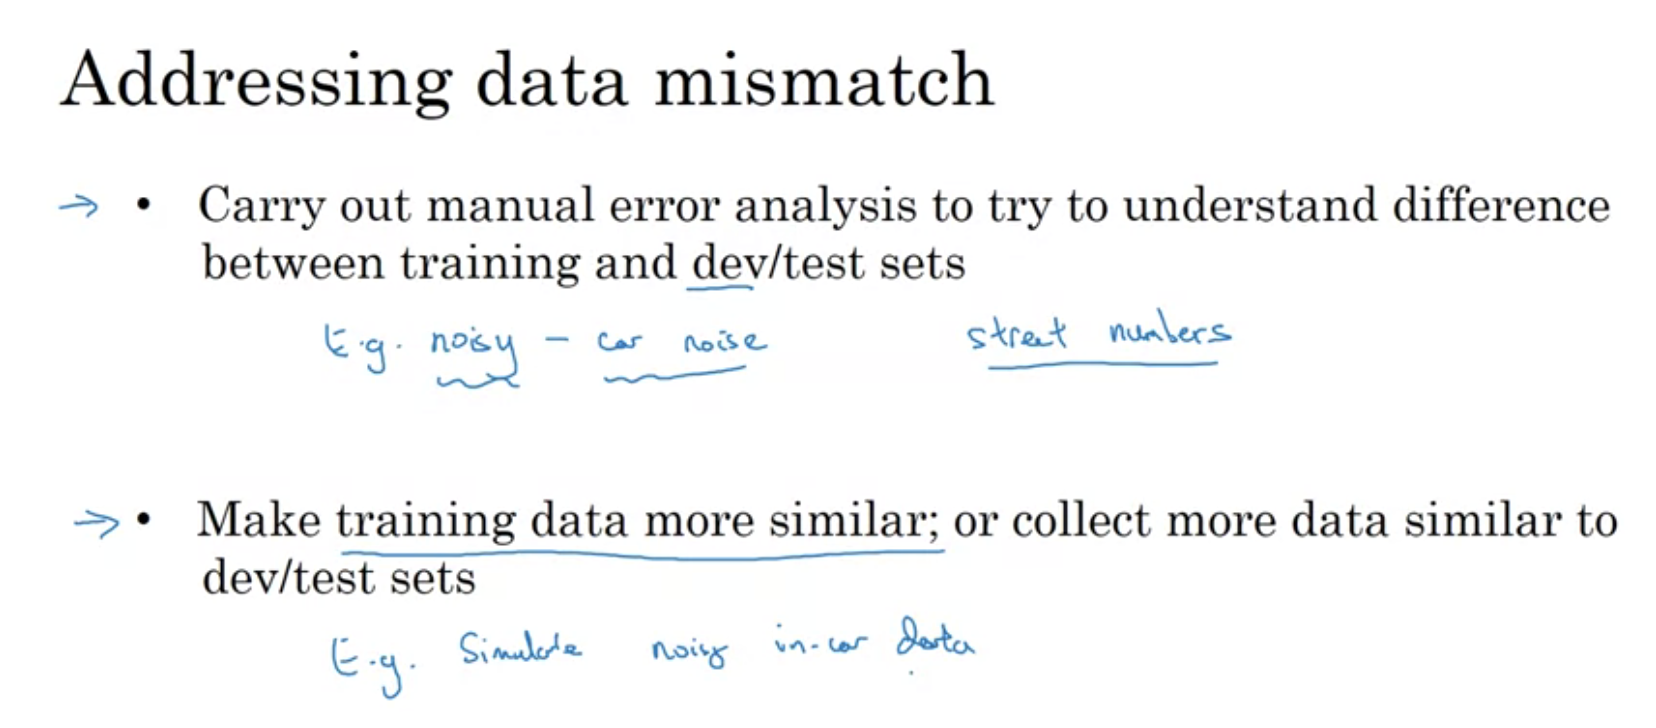 Addressing data mismatch
→ • Carry out manual error analysis to try to understand difference
between training and dev/test sets
E.g. noisy - car noise street numbers
→ • Make training data more similar; or collect more data similar to
dev/test sets
E.g. Simulate noisy in-car data